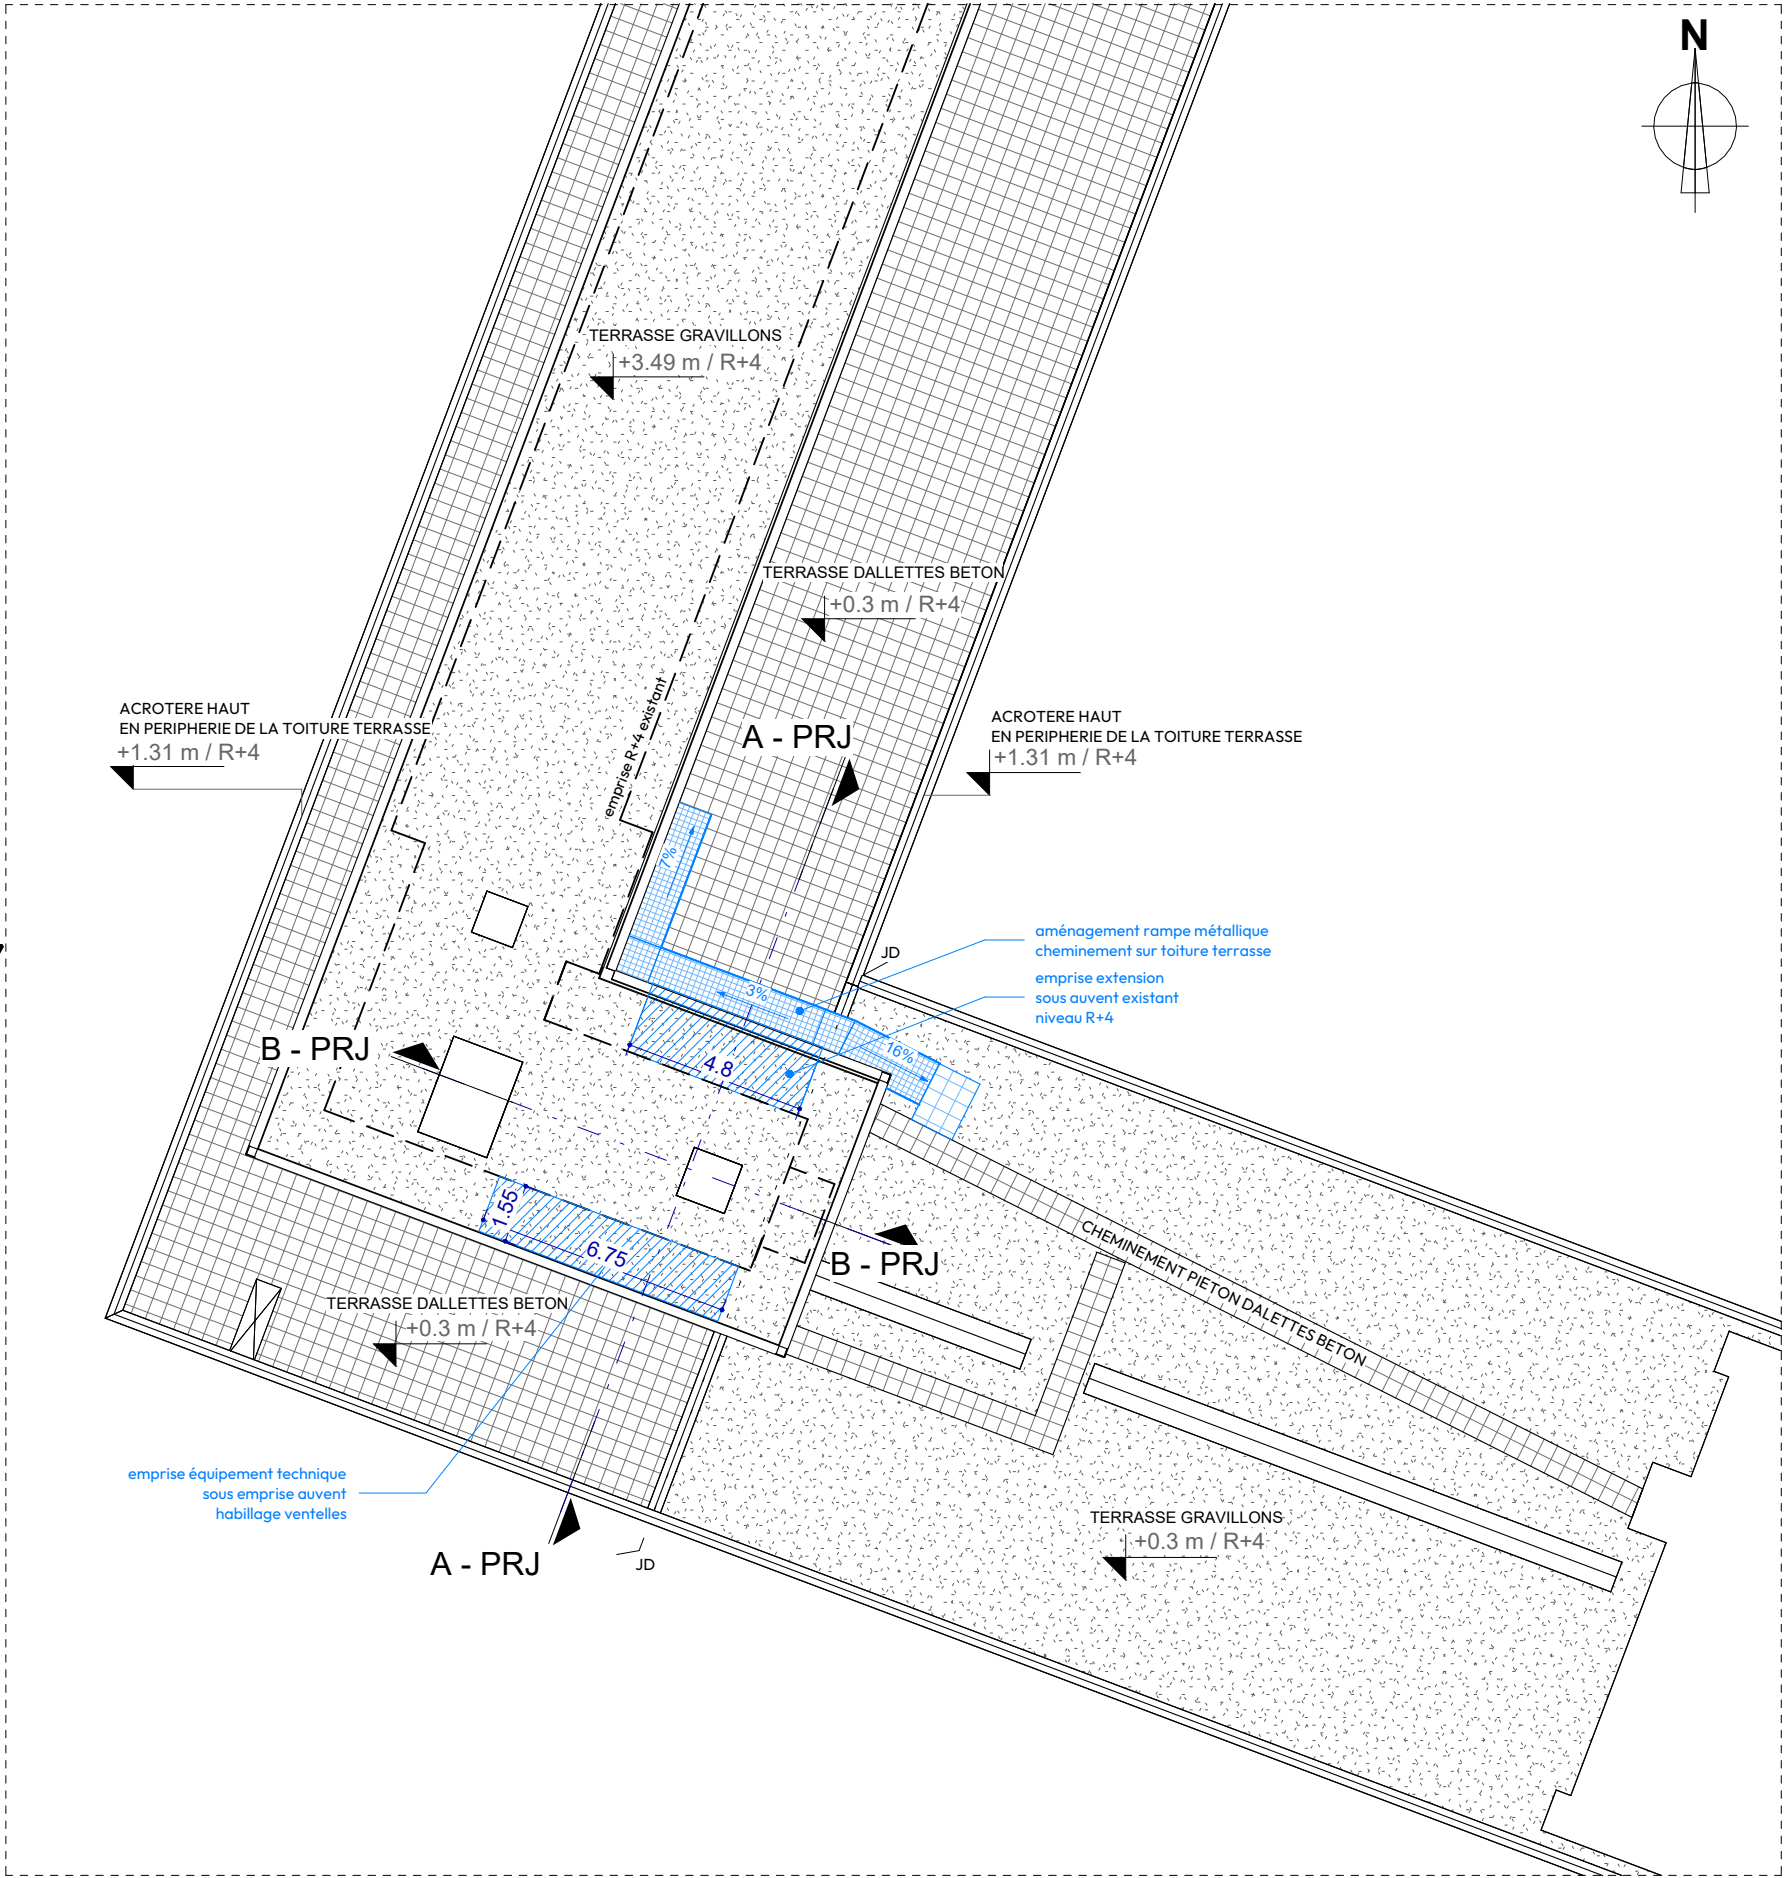 N
TERRASSE GRAVILLONS
+3.49 m / R+4
TERRASSE DALLETTES BETON
+0.3 m / R+4
emprise R+4 existant
ACROTERE HAUT
EN PERIPHERIE DE LA TOITURE TERRASSE
+1.31 m / R+4
A - PRJ
ACROTERE HAUT
EN PERIPHERIE DE LA TOITURE TERRASSE
+1.31 m / R+4
7%
JD
aménagement rampe métallique
cheminement sur toiture terrasse
emprise extension
sous auvent existant
niveau R+4
3%
16%
B - PRJ
4.8
1.55
6.75
B - PRJ
CHEMINEMENT PIETON DALETTES BETON
TERRASSE DALLETTES BETON
+0.3 m / R+4
emprise équipement technique
sous emprise auvent
habillage ventelles
TERRASSE GRAVILLONS
+0.3 m / R+4
A - PRJ
JD